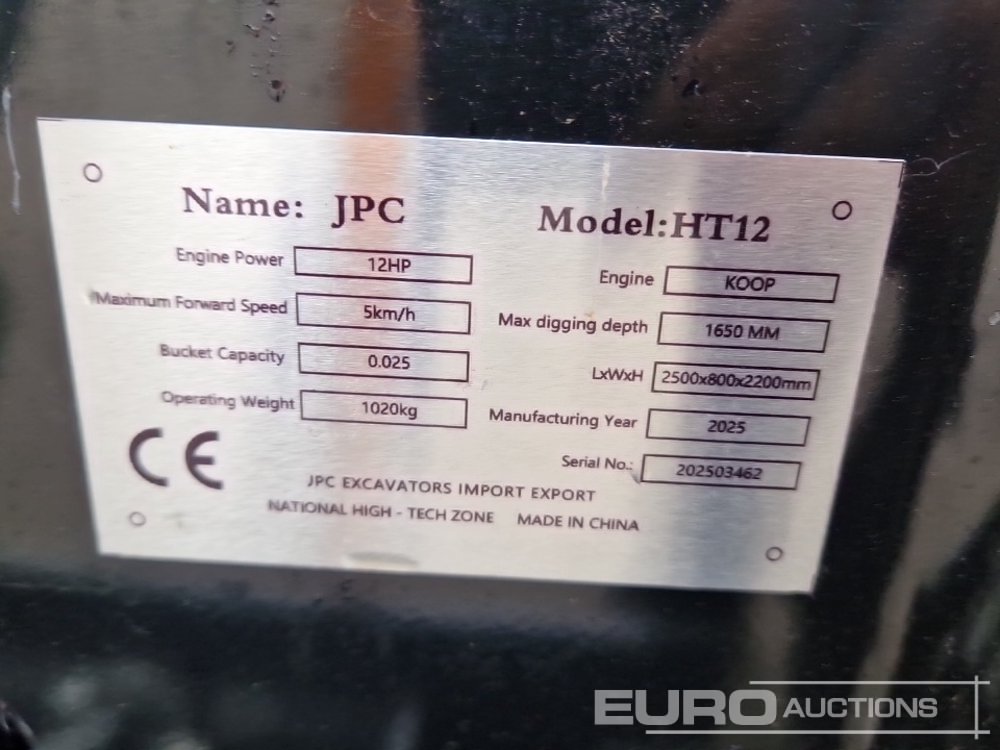 Name: JPC
Model:HT12
Engine Power 12HP
Engine KOOP
Maximum Forward Speed 5km/h
Max digging depth 1650 MM
Bucket Capacity 0.025
LxWxH 2500x800x2200mm
Operating Weight 1020kg
Manufacturing Year 2025
Serial No.: 202503462
CE
JPC EXCAVATORS IMPORT EXPORT
NATIONAL HIGH - TECH ZONE MADE IN CHINA
EURO AUCTIONS